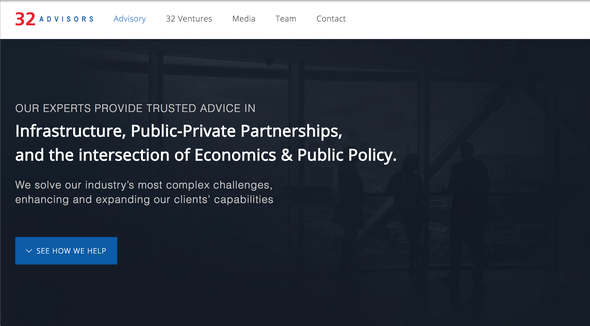 32 ADVISORS
Advisory
32 Ventures
Media
Team
Contact
OUR EXPERTS PROVIDE TRUSTED ADVICE IN
Infrastructure, Public-Private Partnerships,
and the intersection of Economics & Public Policy.
We solve our industry's most complex challenges,
enhancing and expanding our clients' capabilities
SEE HOW WE HELP